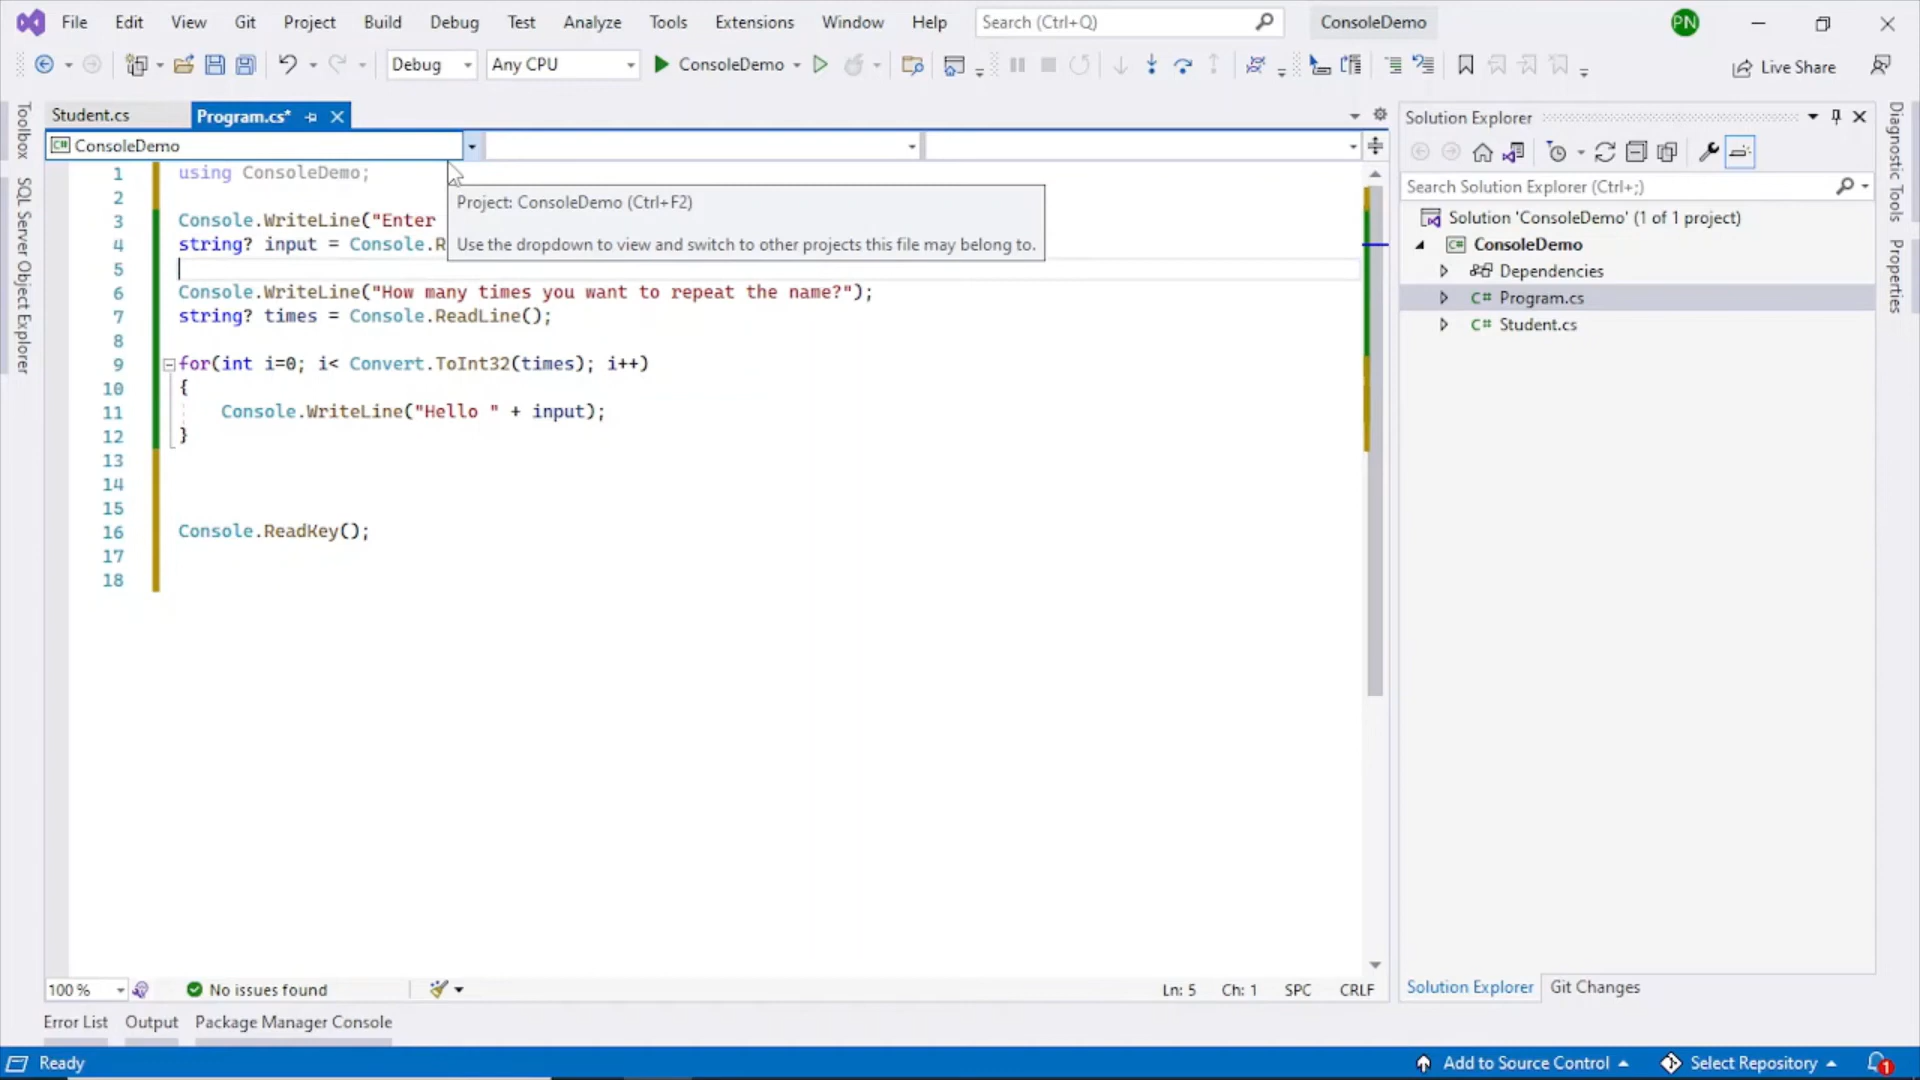 File Edit View Git Project Build Debug Test Analyze Tools Extensions Window Help Search (Ctrl+Q) ConsoleDemo PN
Debug Any CPU ConsoleDemo Live Share
Toolbox
SQL Server Object Explorer
Student.cs Program.cs*
ConsoleDemo
Project: ConsoleDemo (Ctrl+F2)
Use the dropdown to view and switch to other projects this file may belong to.
1 using ConsoleDemo;
2
3 Console.WriteLine("Enter
4 string? input = Console.R
5
6 Console.WriteLine("How many times you want to repeat the name?");
7 string? times = Console.ReadLine();
8
9 for(int i=0; i< Convert.ToInt32(times); i++)
10 {
11 Console.WriteLine("Hello " + input);
12 }
13
14
15
16 Console.ReadKey();
17
18
100 % No issues found Ln: 5 Ch: 1 SPC CRLF
Solution Explorer
Search Solution Explorer (Ctrl+;)
Solution 'ConsoleDemo' (1 of 1 project)
C# ConsoleDemo
Dependencies
C# Program.cs
C# Student.cs
Solution Explorer Git Changes
Diagnostic Tools
Properties
Error List Output Package Manager Console
Ready Add to Source Control Select Repository 1